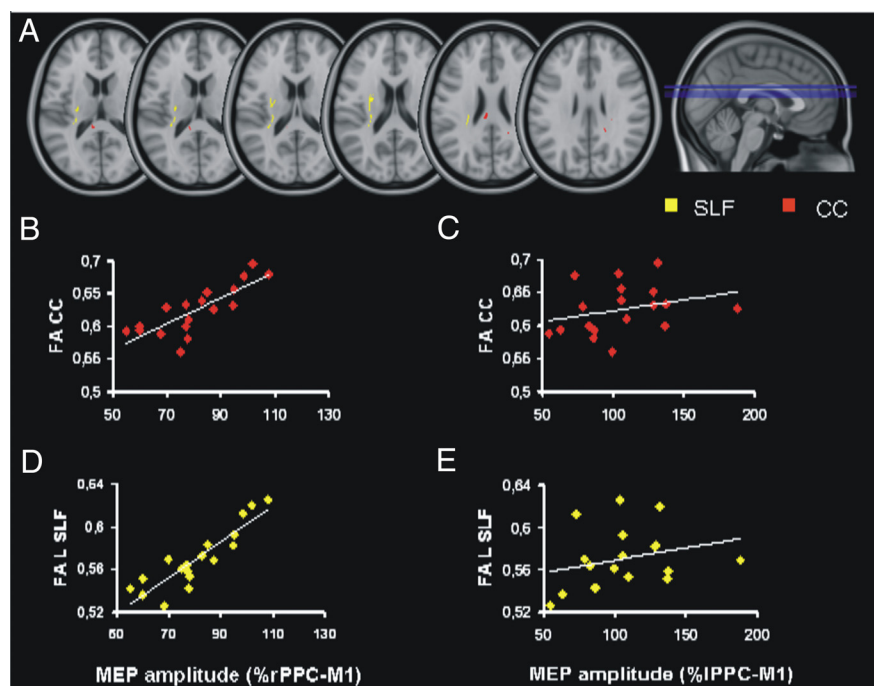 A
SLF CC
B
0,7
0,65
0,6
0,55
0,5
50 70 90 110 130
FA CC
C
0,7
0,65
0,6
0,55
0,5
50 100 150 200
FA CC
D
0,64
0,6
0,56
0,52
50 70 90 110 130
FA L SLF
MEP amplitude (%rPPC-M1)
E
0,64
0,6
0,56
0,52
50 100 150 200
FA L SLF
MEP amplitude (%lPPC-M1)